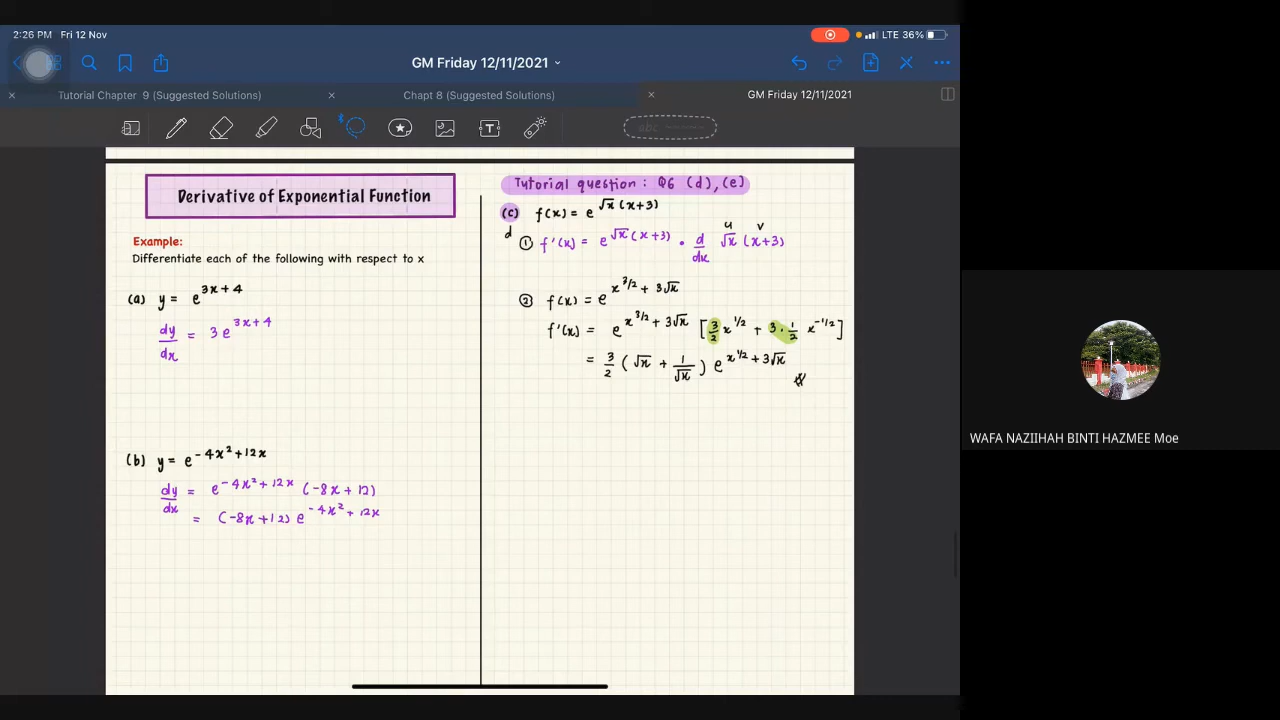 2:26 PM Fri 12 Nov
LTE 36%
GM Friday 12/11/2021
Tutorial Chapter 9 (Suggested Solutions)
Chapt 8 (Suggested Solutions)
GM Friday 12/11/2021
abc
Derivative of Exponential Function
Example:
Differentiate each of the following with respect to x
(a) y = e^{3x+4}
dy/dx = 3e^{3x+4}
(b) y = e^{-4x²+12x}
dy/dx = e^{-4x²+12x} (-8x+12)
= (-8x+12) e^{-4x²+12x}
Tutorial question: Q6 (d), (e)
(c) f(x) = e^{√x(x+3)}
d
u v
① f'(x) = e^{√x(x+3)} • d/dx √x (x+3)
② f(x) = e^{x^{3/2} + 3√x}
f'(x) = e^{x^{3/2} + 3√x} [3/2 x^{1/2} + 3·1/2 x^{-1/2}]
= 3/2 (√x + 1/√x) e^{x^{1/2} + 3√x}
WAFA NAZIIHAH BINTI HAZMEE Moe